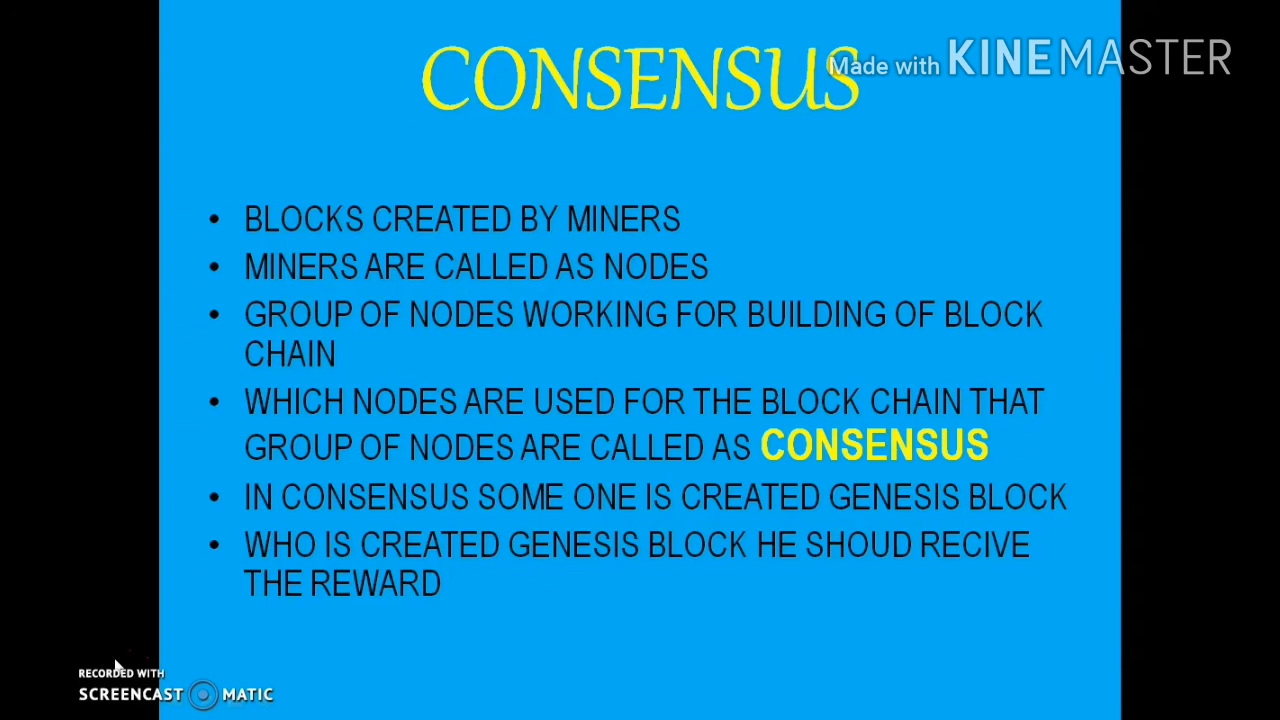 CONSENSUS
Made with KINEMASTER
• BLOCKS CREATED BY MINERS
• MINERS ARE CALLED AS NODES
• GROUP OF NODES WORKING FOR BUILDING OF BLOCK
CHAIN
• WHICH NODES ARE USED FOR THE BLOCK CHAIN THAT
GROUP OF NODES ARE CALLED AS CONSENSUS
• IN CONSENSUS SOME ONE IS CREATED GENESIS BLOCK
• WHO IS CREATED GENESIS BLOCK HE SHOUD RECIVE
THE REWARD
RECORDED WITH
SCREENCAST MATIC